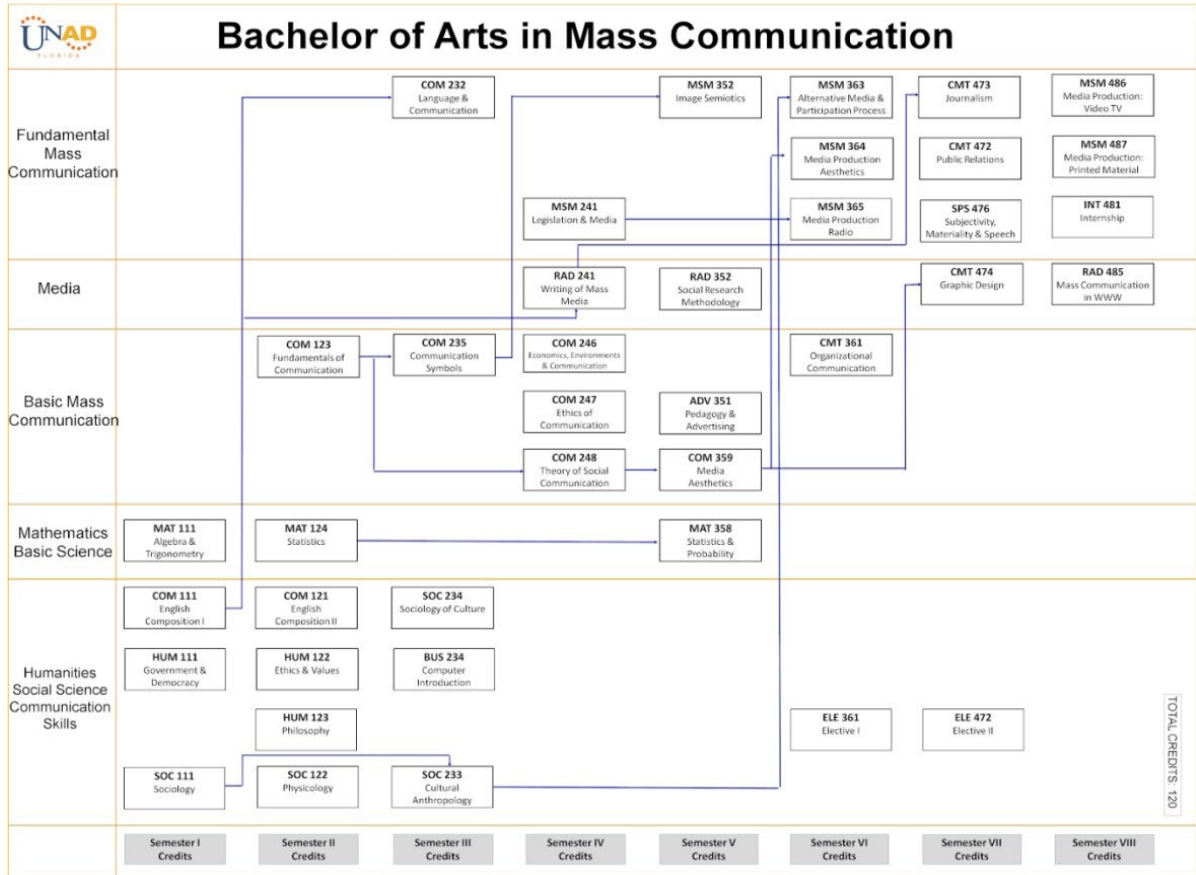 UNAD
FLORIDA
Bachelor of Arts in Mass Communication
Fundamental
Mass
Communication
COM 232
Language &
Communication
MSM 352
Image Semiotics
MSM 363
Alternative Media &
Participation Process
CMT 473
Journalism
MSM 486
Media Production:
Video TV
MSM 364
Media Production
Aesthetics
CMT 472
Public Relations
MSM 487
Media Production:
Printed Material
MSM 241
Legislation & Media
MSM 365
Media Production
Radio
SPS 476
Subjectivity,
Materiality & Speech
INT 481
Internship
Media
RAD 241
Writing of Mass
Media
RAD 352
Social Research
Methodology
CMT 474
Graphic Design
RAD 485
Mass Communication
in WWW
Basic Mass
Communication
COM 123
Fundamentals of
Communication
COM 235
Communication
Symbols
COM 246
Economics, Environments
& Communication
CMT 361
Organizational
Communication
COM 247
Ethics of
Communication
ADV 351
Pedagogy &
Advertising
COM 248
Theory of Social
Communication
COM 359
Media
Aesthetics
Mathematics
Basic Science
MAT 111
Algebra &
Trigonometry
MAT 124
Statistics
MAT 358
Statistics &
Probability
Humanities
Social Science
Communication
Skills
COM 111
English
Composition I
COM 121
English
Composition II
SOC 234
Sociology of Culture
HUM 111
Government &
Democracy
HUM 122
Ethics & Values
BUS 234
Computer
Introduction
HUM 123
Philosophy
ELE 361
Elective I
ELE 472
Elective II
SOC 111
Sociology
SOC 122
Physicology
SOC 233
Cultural
Anthropology
TOTAL CREDITS: 120
Semester I
Credits
Semester II
Credits
Semester III
Credits
Semester IV
Credits
Semester V
Credits
Semester VI
Credits
Semester VII
Credits
Semester VIII
Credits